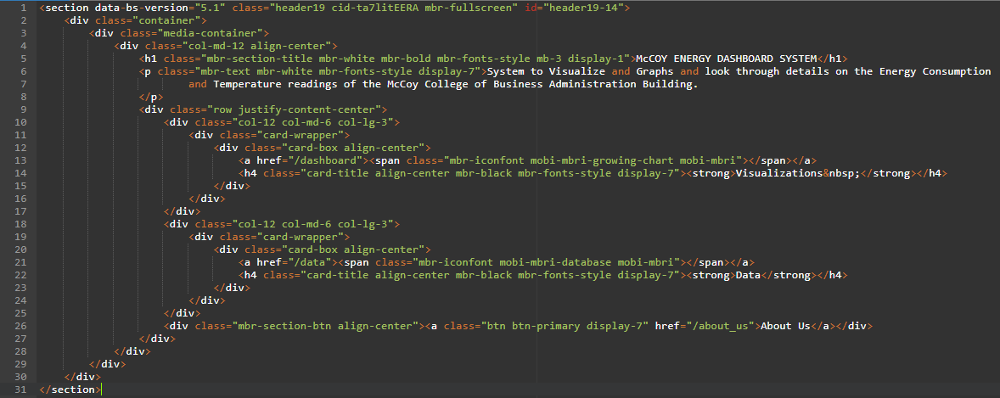 1 <section data-bs-version="5.1" class="header19 cid-ta7litEERA mbr-fullscreen" id="header19-14">
2 <div class="container">
3 <div class="media-container">
4 <div class="col-md-12 align-center">
5 <h1 class="mbr-section-title mbr-white mbr-bold mbr-fonts-style mb-3 display-1">McCOY ENERGY DASHBOARD SYSTEM</h1>
6 <p class="mbr-text mbr-white mbr-fonts-style display-7">System to Visualize and Graphs and look through details on the Energy Consumption
7 and Temperature readings of the McCoy College of Business Administration Building.
8 </p>
9 <div class="row justify-content-center">
10 <div class="col-12 col-md-6 col-lg-3">
11 <div class="card-wrapper">
12 <div class="card-box align-center">
13 <a href="/dashboard"><span class="mbr-iconfont mobi-mbri-growing-chart mobi-mbri"></span></a>
14 <h4 class="card-title align-center mbr-black mbr-fonts-style display-7"><strong>Visualizations&nbsp;</strong></h4>
15 </div>
16 </div>
17 </div>
18 <div class="col-12 col-md-6 col-lg-3">
19 <div class="card-wrapper">
20 <div class="card-box align-center">
21 <a href="/data"><span class="mbr-iconfont mobi-mbri-database mobi-mbri"></span></a>
22 <h4 class="card-title align-center mbr-black mbr-fonts-style display-7"><strong>Data</strong></h4>
23 </div>
24 </div>
25 </div>
26 <div class="mbr-section-btn align-center"><a class="btn btn-primary display-7" href="/about_us">About Us</a></div>
27 </div>
28 </div>
29 </div>
30 </div>
31 </section>